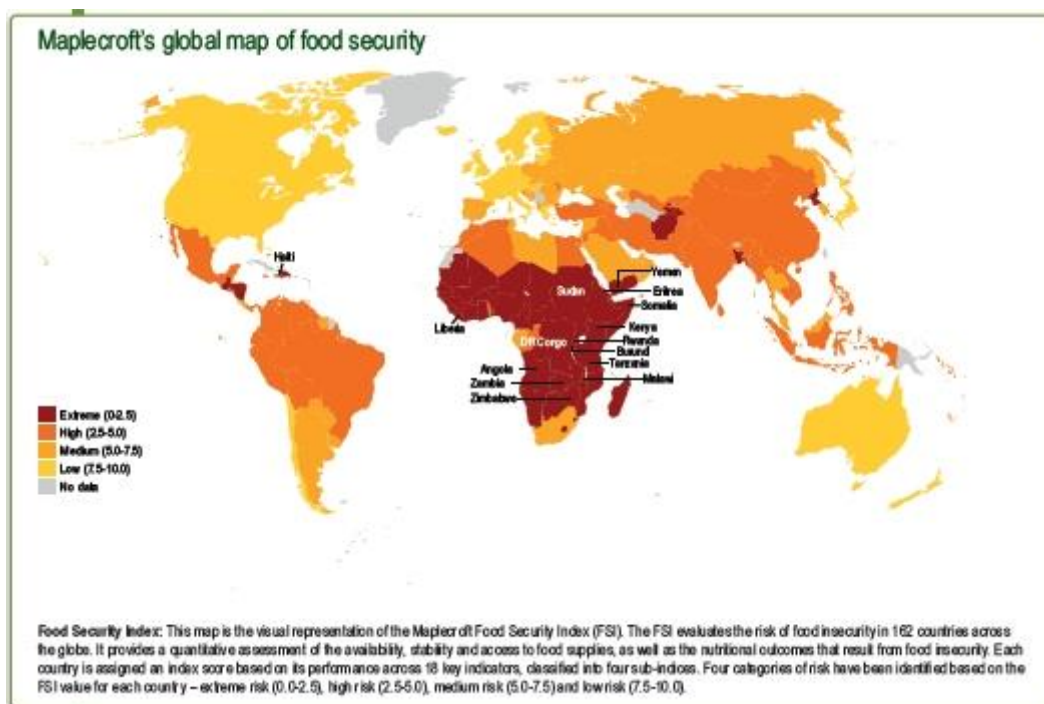 Maplecroft's global map of food security
Haiti
Yemen
Sudan
Eritrea
Somalia
Liberia
Kenya
DR Congo
Rwanda
Burund
Angola
Tanzania
Zambia
Malawi
Zimbabwe
Extreme (0-2.5)
High (2.5-5.0)
Medium (5.0-7.5)
Low (7.5-10.0)
No data
Food Security Index: This map is the visual representation of the Maplecroft Food Security Index (FSI). The FSI evaluates the risk of food insecurity in 162 countries across
the globe. It provides a quantitative assessment of the availability, stability and access to food supplies, as well as the nutritional outcomes that result from food insecurity. Each
country is assigned an index score based on its performance across 18 key indicators, classified into four sub-indices. Four categories of risk have been identified based on the
FSI value for each country – extreme risk (0.0-2.5), high risk (2.5-5.0), medium risk (5.0-7.5) and low risk (7.5-10.0).